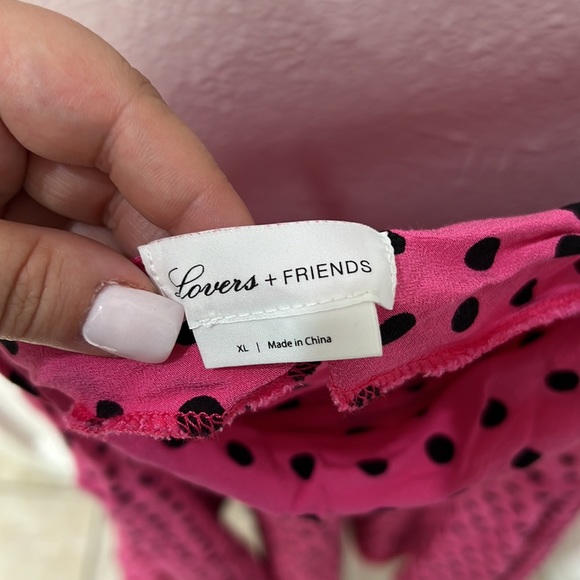 Lovers + FRIENDS
XL | Made in China